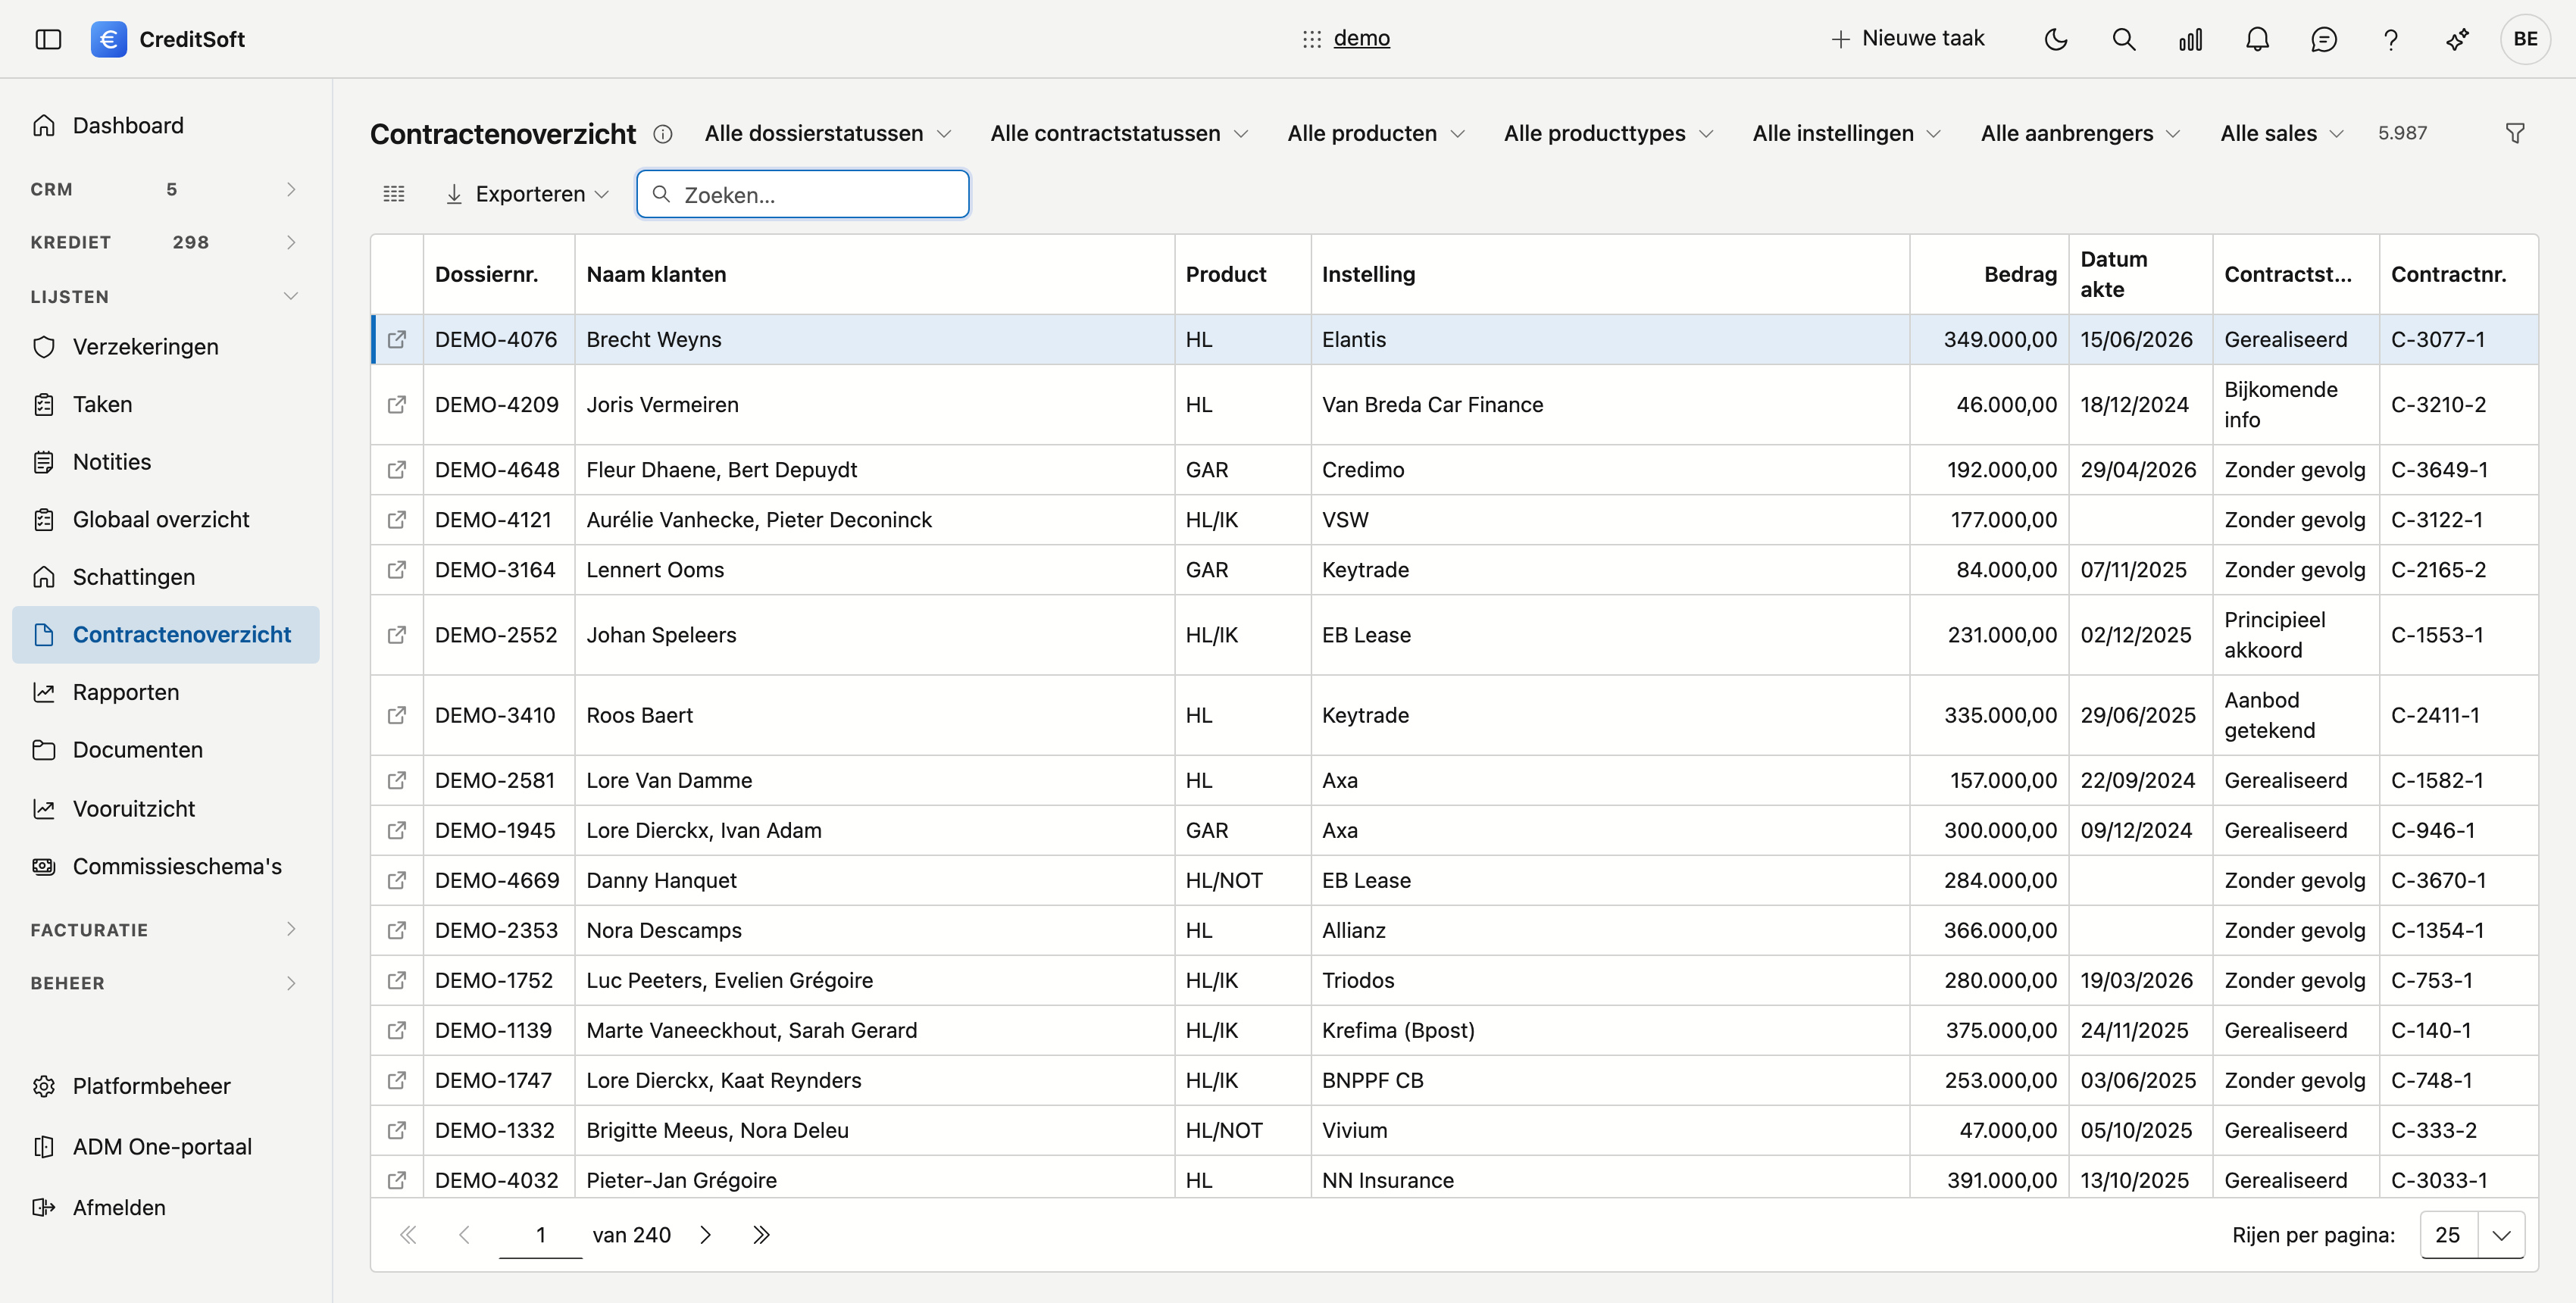 CreditSoft
demo
Nieuwe taak
BE
Dashboard
CRM 5
KREDIET 298
LIJSTEN
Verzekeringen
Taken
Notities
Globaal overzicht
Schattingen
Contractenoverzicht
Rapporten
Documenten
Vooruitzicht
Commissieschema's
FACTURATIE
BEHEER
Platformbeheer
ADM One-portaal
Afmelden
Contractenoverzicht Alle dossierstatussen Alle contractstatussen Alle producten Alle producttypes Alle instellingen Alle aanbrengers Alle sales 5.987
Exporteren Zoeken...
Dossiernr. Naam klanten Product Instelling Bedrag Datum akte Contractst... Contractnr.
DEMO-4076 Brecht Weyns HL Elantis 349.000,00 15/06/2026 Gerealiseerd C-3077-1
DEMO-4209 Joris Vermeiren HL Van Breda Car Finance 46.000,00 18/12/2024 Bijkomende info C-3210-2
DEMO-4648 Fleur Dhaene, Bert Depuydt GAR Credimo 192.000,00 29/04/2026 Zonder gevolg C-3649-1
DEMO-4121 Aurélie Vanhecke, Pieter Deconinck HL/IK VSW 177.000,00 Zonder gevolg C-3122-1
DEMO-3164 Lennert Ooms GAR Keytrade 84.000,00 07/11/2025 Zonder gevolg C-2165-2
DEMO-2552 Johan Speleers HL/IK EB Lease 231.000,00 02/12/2025 Principieel akkoord C-1553-1
DEMO-3410 Roos Baert HL Keytrade 335.000,00 29/06/2025 Aanbod getekend C-2411-1
DEMO-2581 Lore Van Damme HL Axa 157.000,00 22/09/2024 Gerealiseerd C-1582-1
DEMO-1945 Lore Dierckx, Ivan Adam GAR Axa 300.000,00 09/12/2024 Gerealiseerd C-946-1
DEMO-4669 Danny Hanquet HL/NOT EB Lease 284.000,00 Zonder gevolg C-3670-1
DEMO-2353 Nora Descamps HL Allianz 366.000,00 Zonder gevolg C-1354-1
DEMO-1752 Luc Peeters, Evelien Grégoire HL/IK Triodos 280.000,00 19/03/2026 Zonder gevolg C-753-1
DEMO-1139 Marte Vaneeckhout, Sarah Gerard HL/IK Krefima (Bpost) 375.000,00 24/11/2025 Gerealiseerd C-140-1
DEMO-1747 Lore Dierckx, Kaat Reynders HL/IK BNPPF CB 253.000,00 03/06/2025 Zonder gevolg C-748-1
DEMO-1332 Brigitte Meeus, Nora Deleu HL/NOT Vivium 47.000,00 05/10/2025 Gerealiseerd C-333-2
DEMO-4032 Pieter-Jan Grégoire HL NN Insurance 391.000,00 13/10/2025 Gerealiseerd C-3033-1
1 van 240
Rijen per pagina: 25